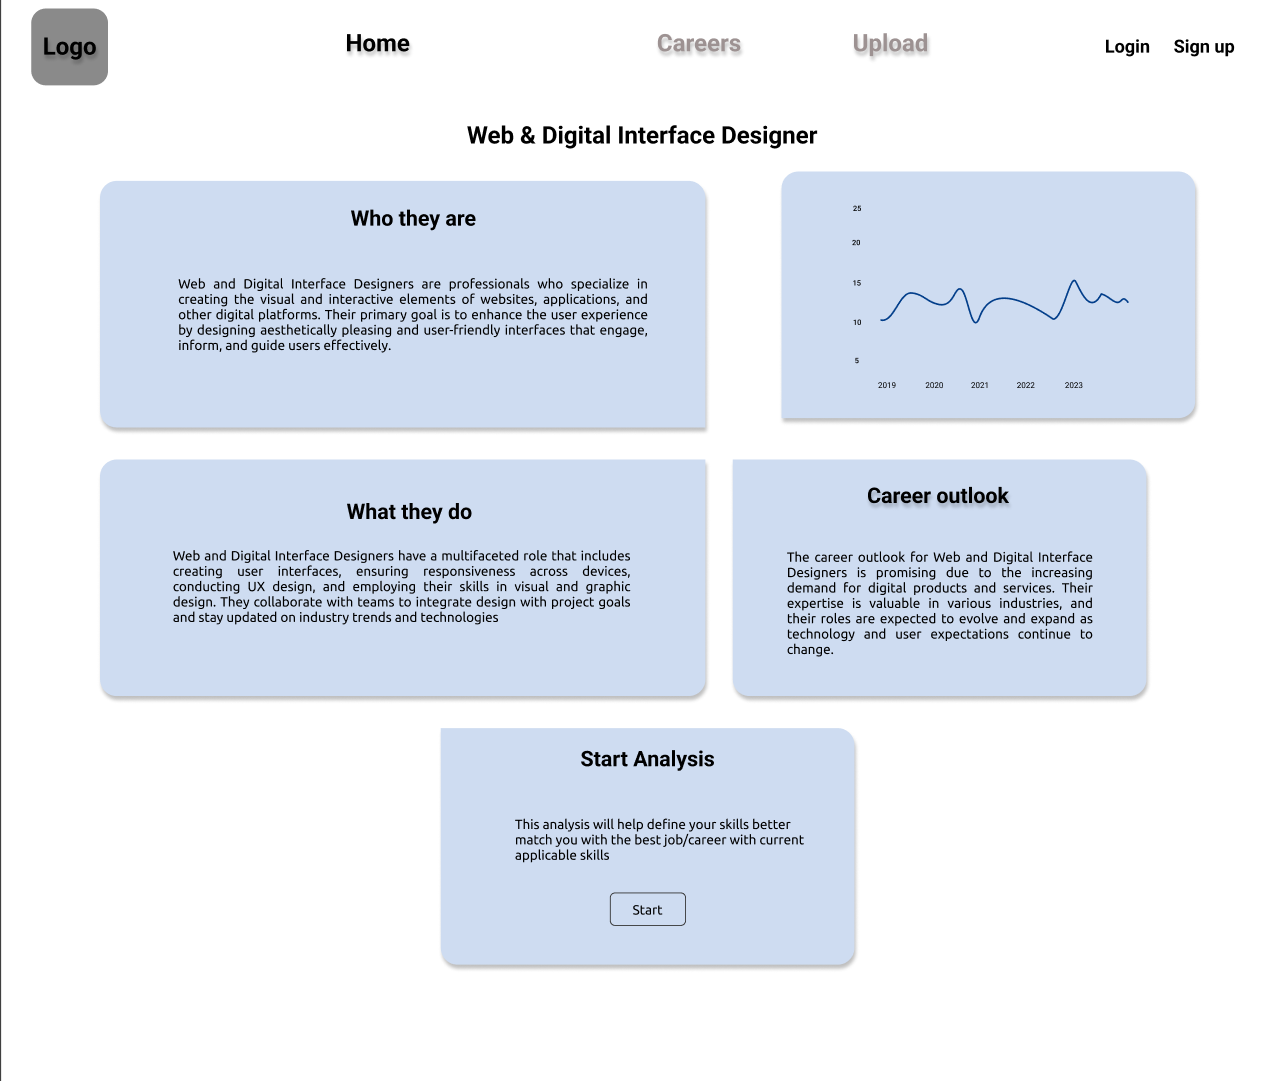 Logo
Home
Careers
Upload
Login
Sign up
Web & Digital Interface Designer
Who they are
Web and Digital Interface Designers are professionals who specialize in
creating the visual and interactive elements of websites, applications, and
other digital platforms. Their primary goal is to enhance the user experience
by designing aesthetically pleasing and user-friendly interfaces that engage,
inform, and guide users effectively.
25
20
15
10
5
2019
2020
2021
2022
2023
What they do
Web and Digital Interface Designers have a multifaceted role that includes
creating user interfaces, ensuring responsiveness across devices,
conducting UX design, and employing their skills in visual and graphic
design. They collaborate with teams to integrate design with project goals
and stay updated on industry trends and technologies
Career outlook
The career outlook for Web and Digital Interface
Designers is promising due to the increasing
demand for digital products and services. Their
expertise is valuable in various industries, and
their roles are expected to evolve and expand as
technology and user expectations continue to
change.
Start Analysis
This analysis will help define your skills better
match you with the best job/career with current
applicable skills
Start